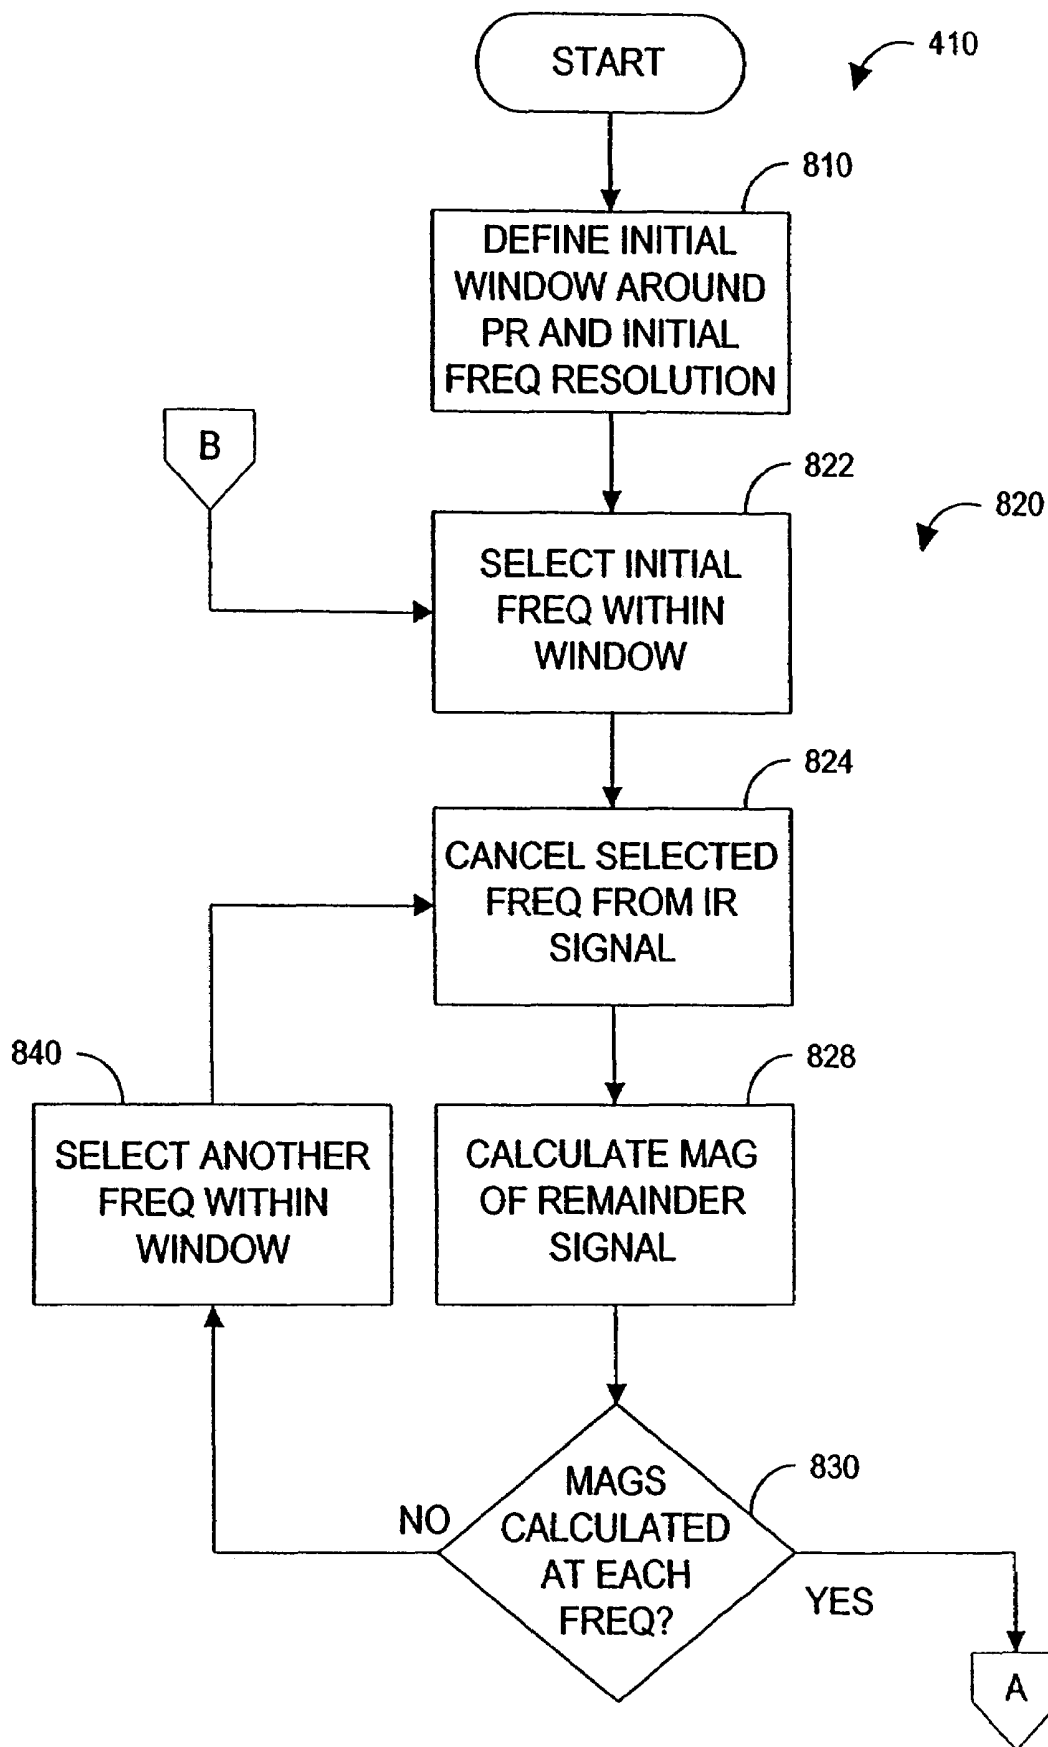 START
410
810
DEFINE INITIAL
WINDOW AROUND
PR AND INITIAL
FREQ RESOLUTION
B
822
820
SELECT INITIAL
FREQ WITHIN
WINDOW
824
CANCEL SELECTED
FREQ FROM IR
SIGNAL
840
828
SELECT ANOTHER
FREQ WITHIN
WINDOW
CALCULATE MAG
OF REMAINDER
SIGNAL
830
MAGS
CALCULATED
AT EACH
FREQ?
NO
YES
A